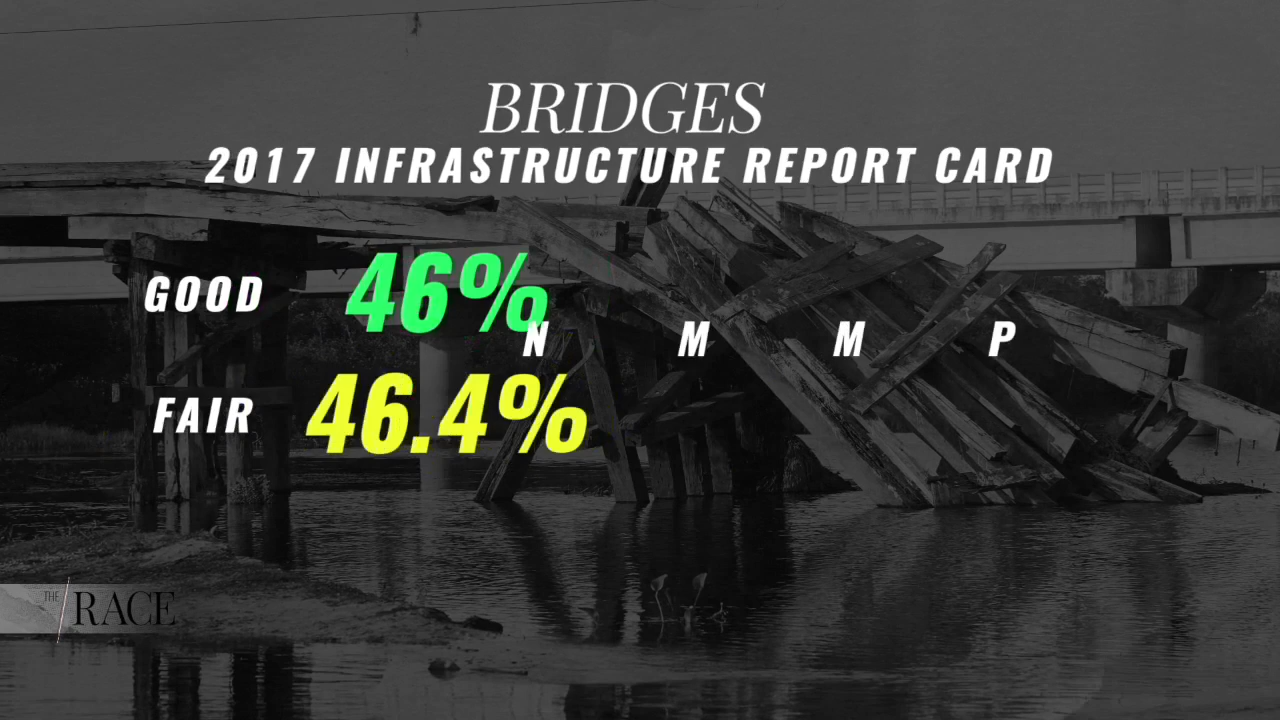 BRIDGES
2017 INFRASTRUCTURE REPORT CARD
GOOD 46%
N M M P
FAIR 46.4%
THE RACE